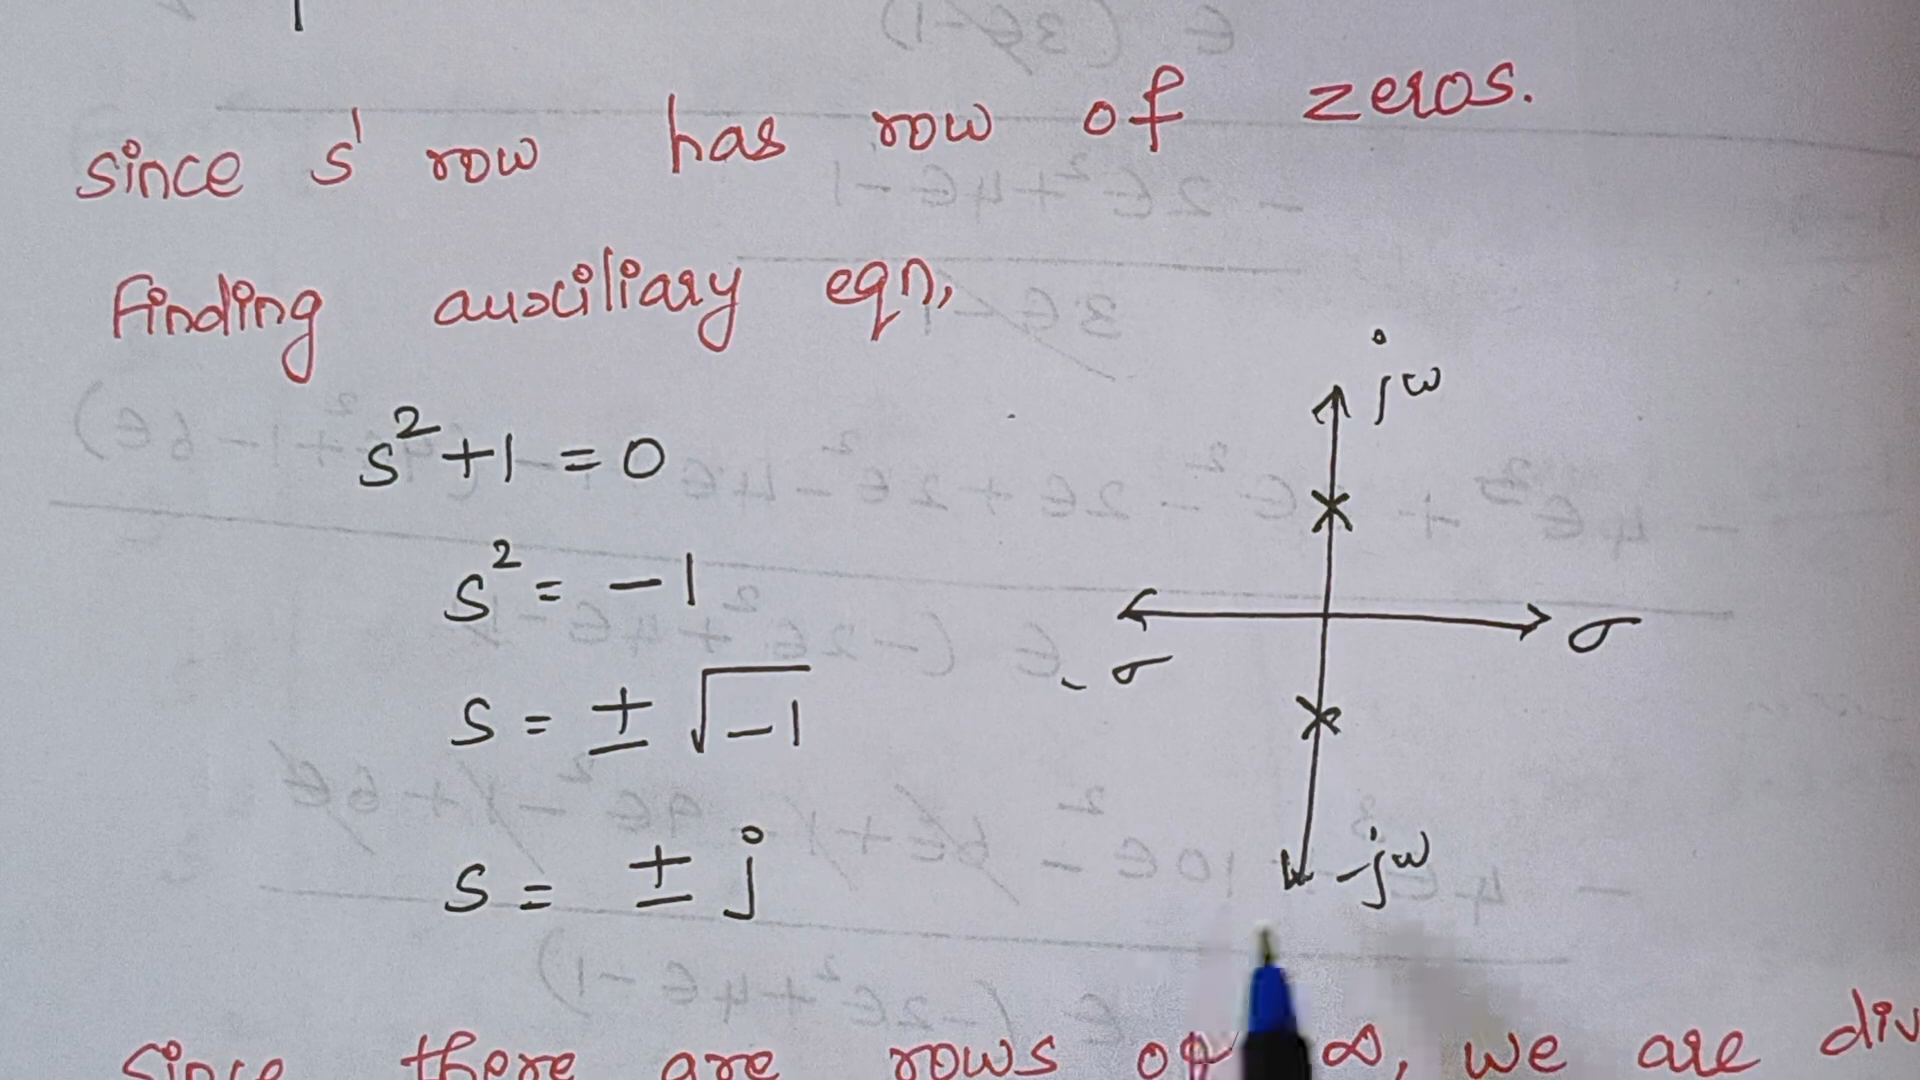 since s¹ row has row of zeros.
Finding auxiliary eqn,
s²+1 = 0
s² = -1
s = ± √-1
s = ± j
jω
σ
-σ
-jω
since there are rows of ∞, we are div